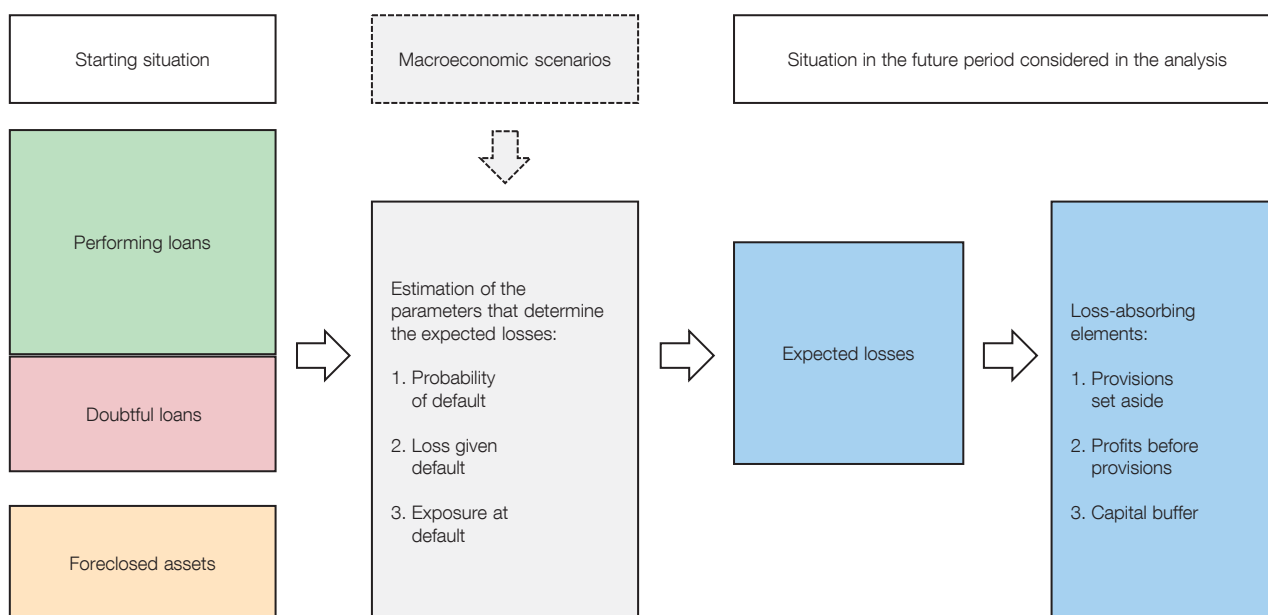 Starting situation
Macroeconomic scenarios
Situation in the future period considered in the analysis
Performing loans
Doubtful loans
Foreclosed assets
Estimation of the
parameters that determine
the expected losses:
1. Probability
of default
2. Loss given
default
3. Exposure at
default
Expected losses
Loss-absorbing
elements:
1. Provisions
set aside
2. Profits before
provisions
3. Capital buffer